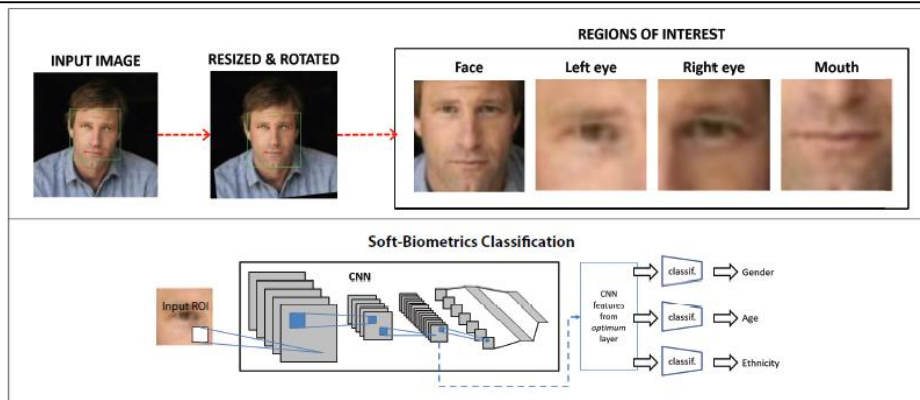 REGIONS OF INTEREST
INPUT IMAGE
RESIZED & ROTATED
Face
Left eye
Right eye
Mouth
Soft-Biometrics Classification
CNN
Input ROI
CNN
features
from
optimum
layer
classif.
Gender
classif.
Age
classif.
Ethnicity